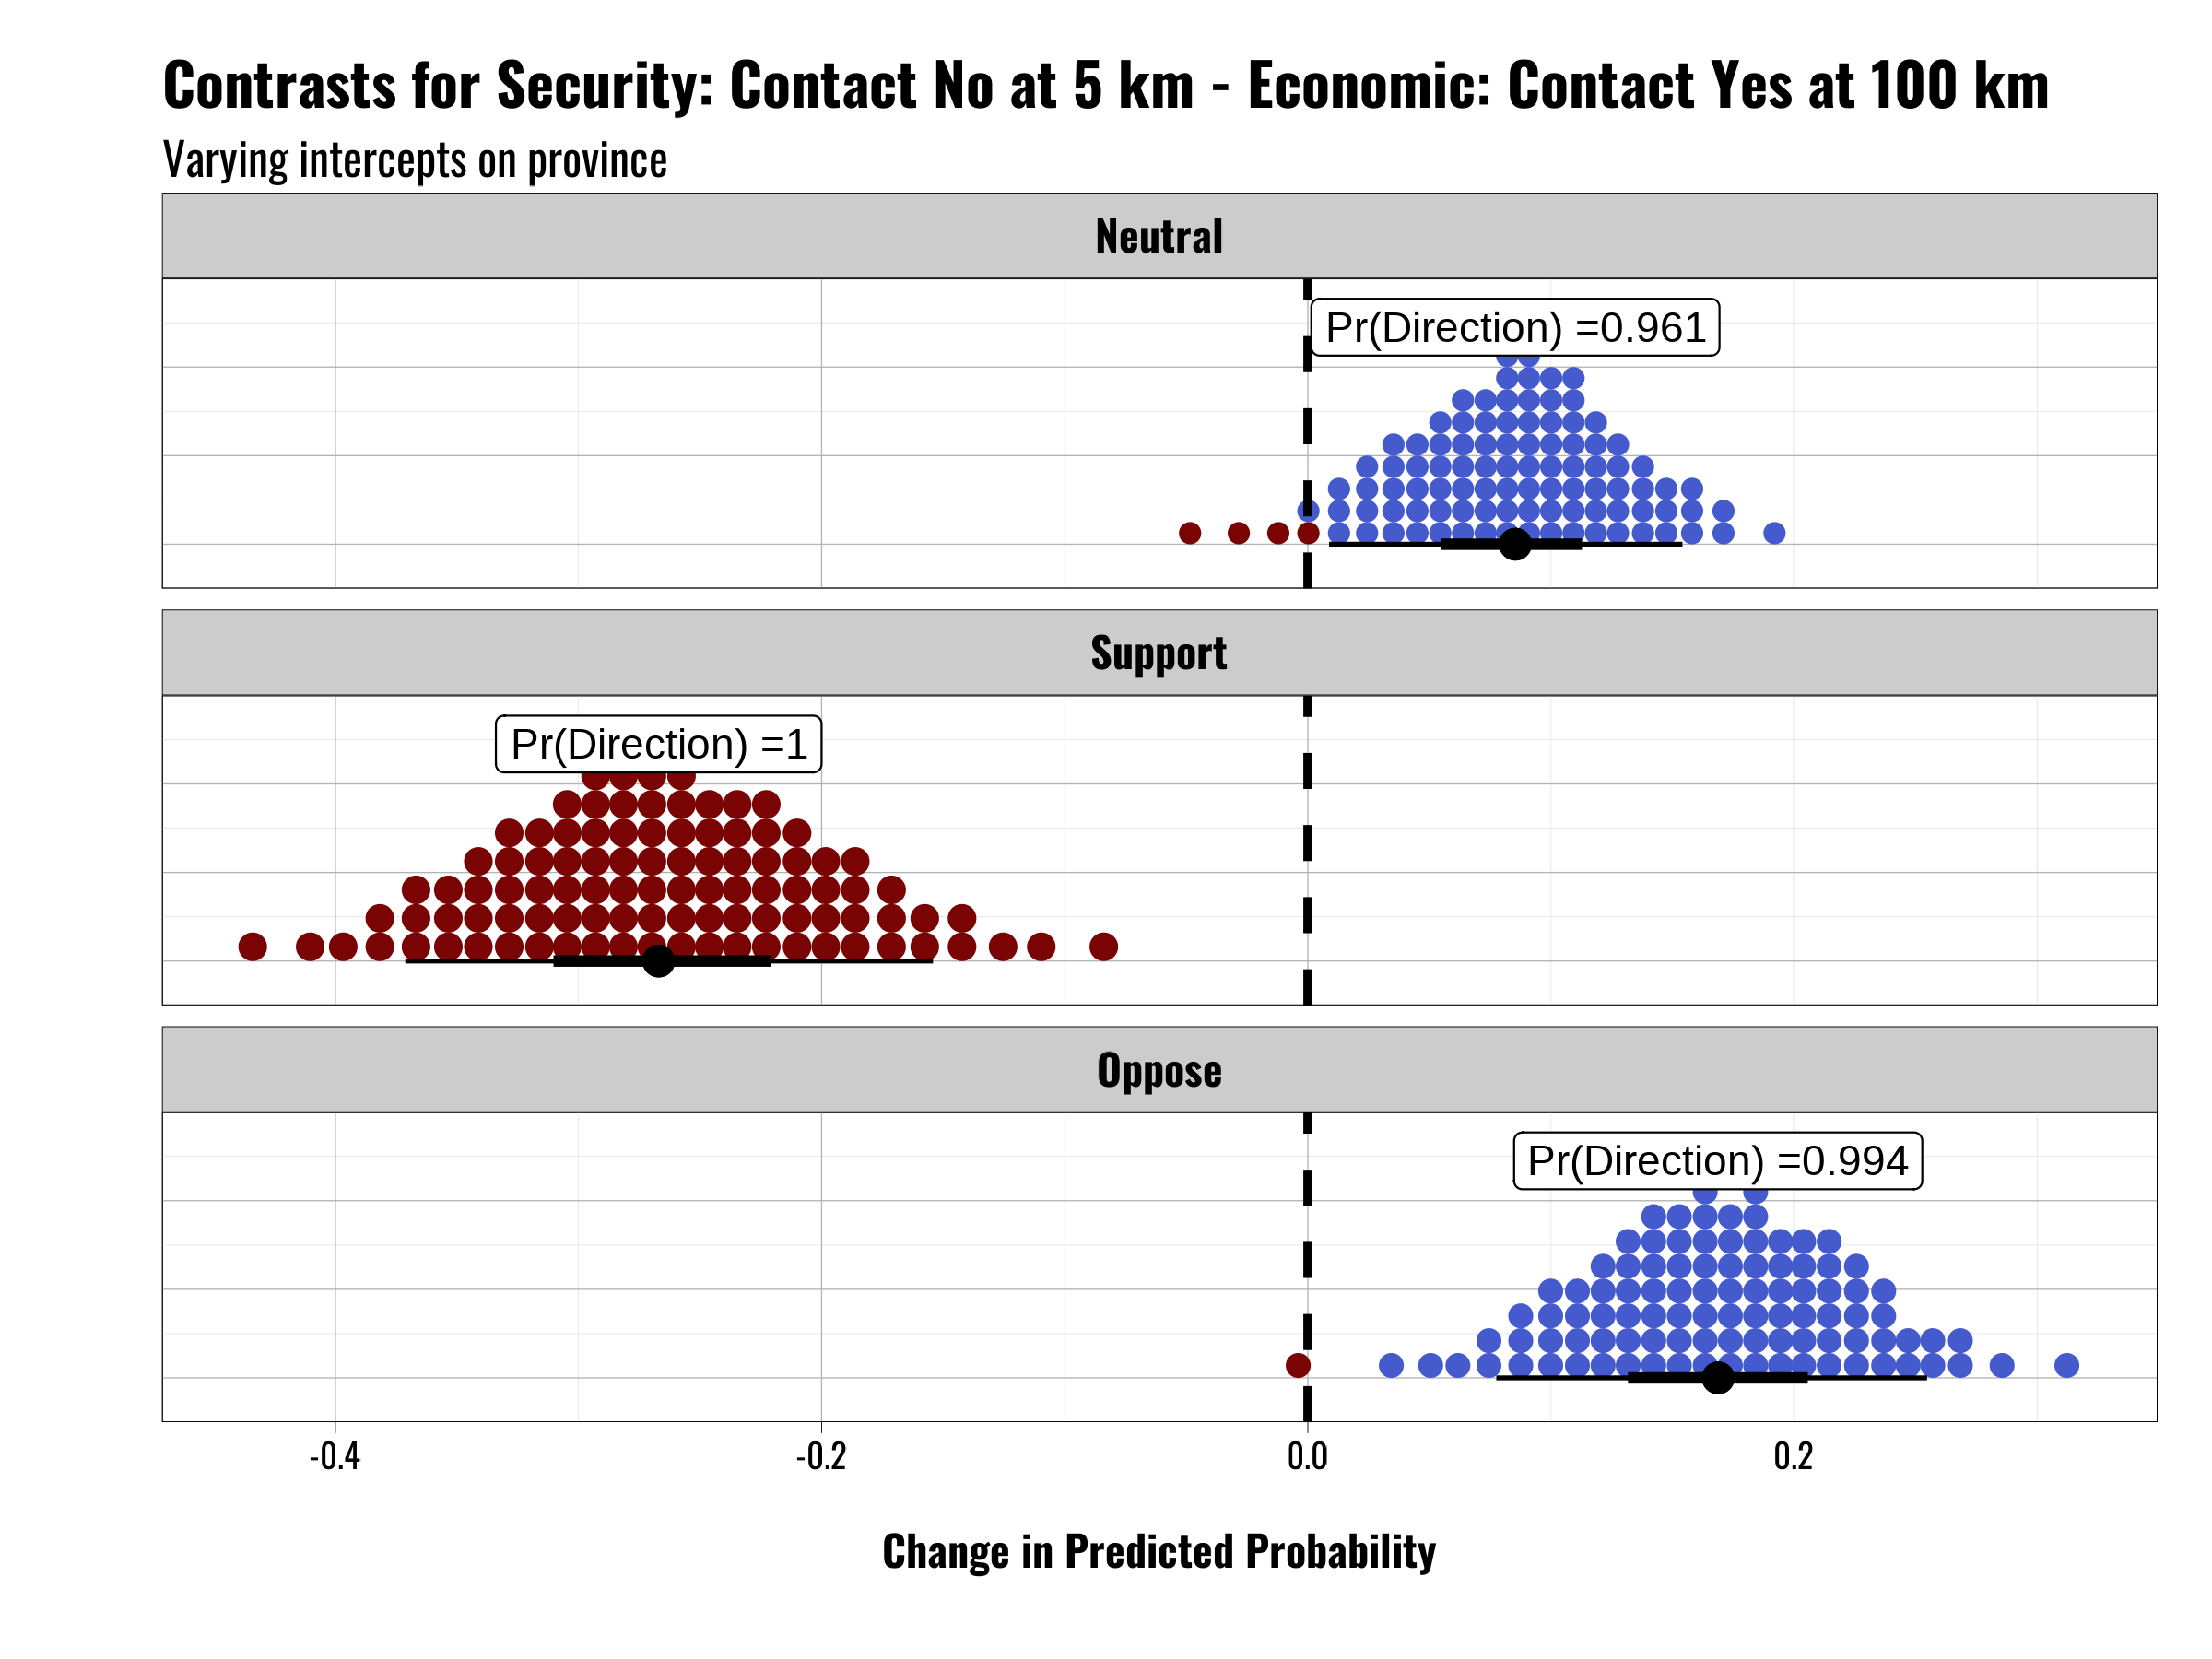 Contrasts for Security: Contact No at 5 km - Economic: Contact Yes at 100 km
Varying intercepts on province
Neutral
Pr(Direction) =0.961
Support
Pr(Direction) =1
Oppose
Pr(Direction) =0.994
-0.4 -0.2 0.0 0.2
Change in Predicted Probability